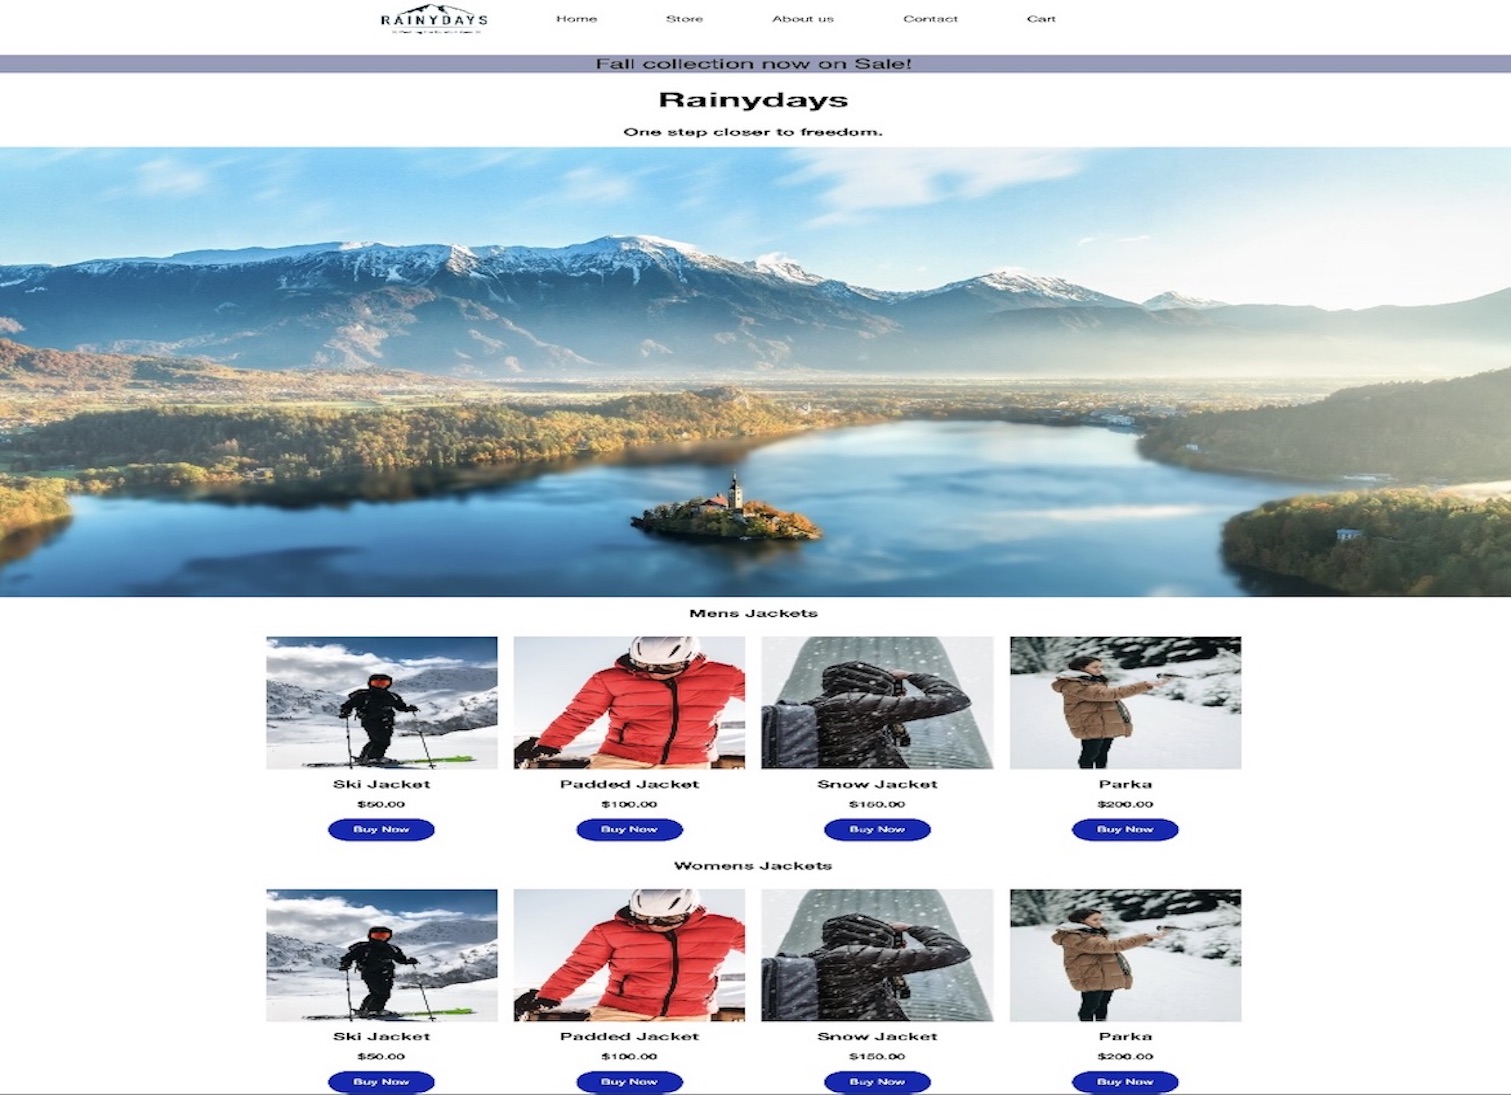 RAINYDAYS
Home Store About us Contact Cart
Fall collection now on Sale!
Rainydays
One step closer to freedom.
Mens Jackets
Ski Jacket Padded Jacket Snow Jacket Parka
$50.00 $100.00 $150.00 $200.00
Buy Now Buy Now Buy Now Buy Now
Womens Jackets
Ski Jacket Padded Jacket Snow Jacket Parka
$50.00 $100.00 $150.00 $200.00
Buy Now Buy Now Buy Now Buy Now